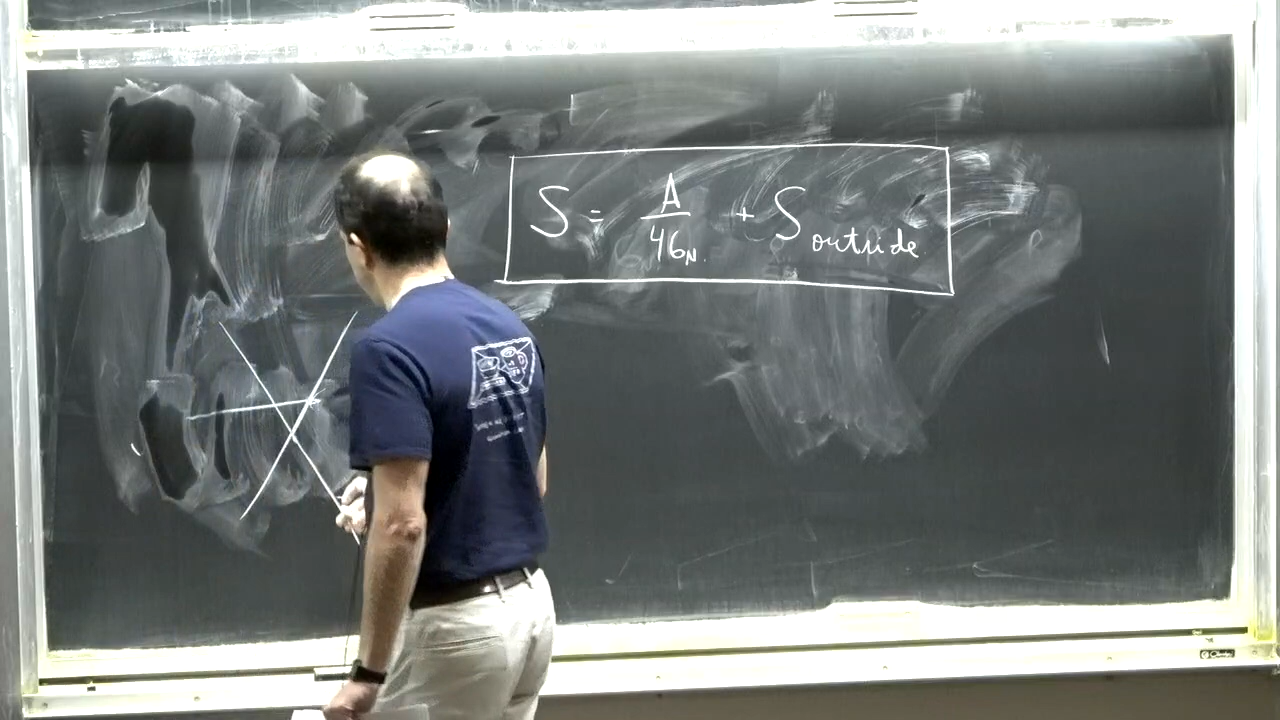 S = A/4G_N. + S_outside